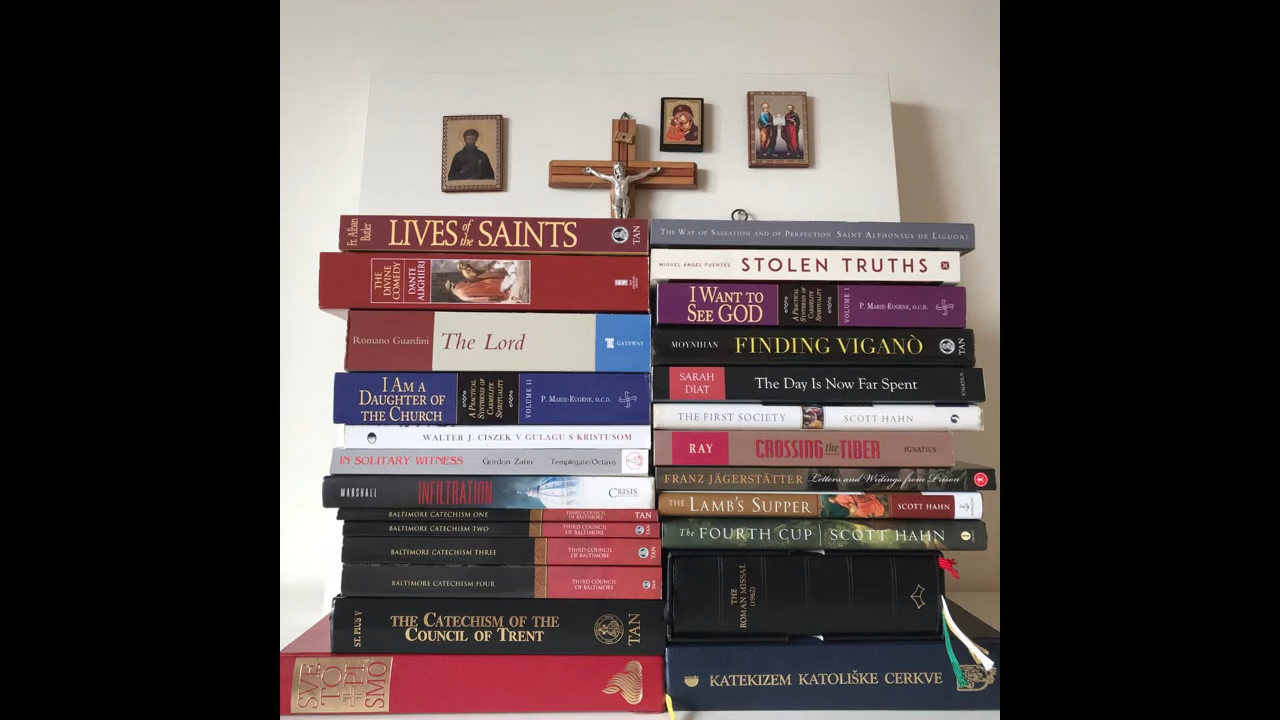 Fr. Alban
Butler
LIVES of the SAINTS
TAN
THE
DIVINE
COMEDY
DANTE
ALIGHIERI
Romano Guardini
The Lord
GATEWAY
I AM A
DAUGHTER OF
THE CHURCH
A PRACTICAL
SYNTHESIS OF
CARMELITE
SPIRITUALITY
VOLUME II
P. MARIE-EUGÈNE, O.C.D.
WALTER J. CISZEK V GULAGU S KRISTUSOM
IN SOLITARY WITNESS
Gordon Zahn
Templegate/Octavo
MARSHALL
INFILTRATION
CRISIS
BALTIMORE CATECHISM ONE
THIRD COUNCIL
OF BALTIMORE
TAN
BALTIMORE CATECHISM TWO
THIRD COUNCIL
OF BALTIMORE
TAN
BALTIMORE CATECHISM THREE
THIRD COUNCIL
OF BALTIMORE
TAN
BALTIMORE CATECHISM FOUR
THIRD COUNCIL
OF BALTIMORE
TAN
ST. PIUS V
THE CATECHISM OF THE
COUNCIL OF TRENT
TAN
SVE
TO+PI
SMO
THE WAY OF SALVATION AND OF PERFECTION SAINT ALPHONSUS DE LIGUORI
MIGUEL ANGEL FUENTES
STOLEN TRUTHS
I WANT TO
SEE GOD
A PRACTICAL
SYNTHESIS OF
CARMELITE
SPIRITUALITY
VOLUME I
P. MARIE-EUGÈNE, O.C.D.
MOYNIHAN
FINDING VIGANÒ
TAN
SARAH
DIAT
The Day Is Now Far Spent
IGNATIUS
THE FIRST SOCIETY
SCOTT HAHN
RAY
CROSSING the TIBER
IGNATIUS
FRANZ JÄGERSTÄTTER
Letters and Writings from Prison
THE LAMB'S SUPPER
SCOTT HAHN
The FOURTH CUP
SCOTT HAHN
THE
ROMAN MISSAL
(1962)
KATEKIZEM KATOLIŠKE CERKVE